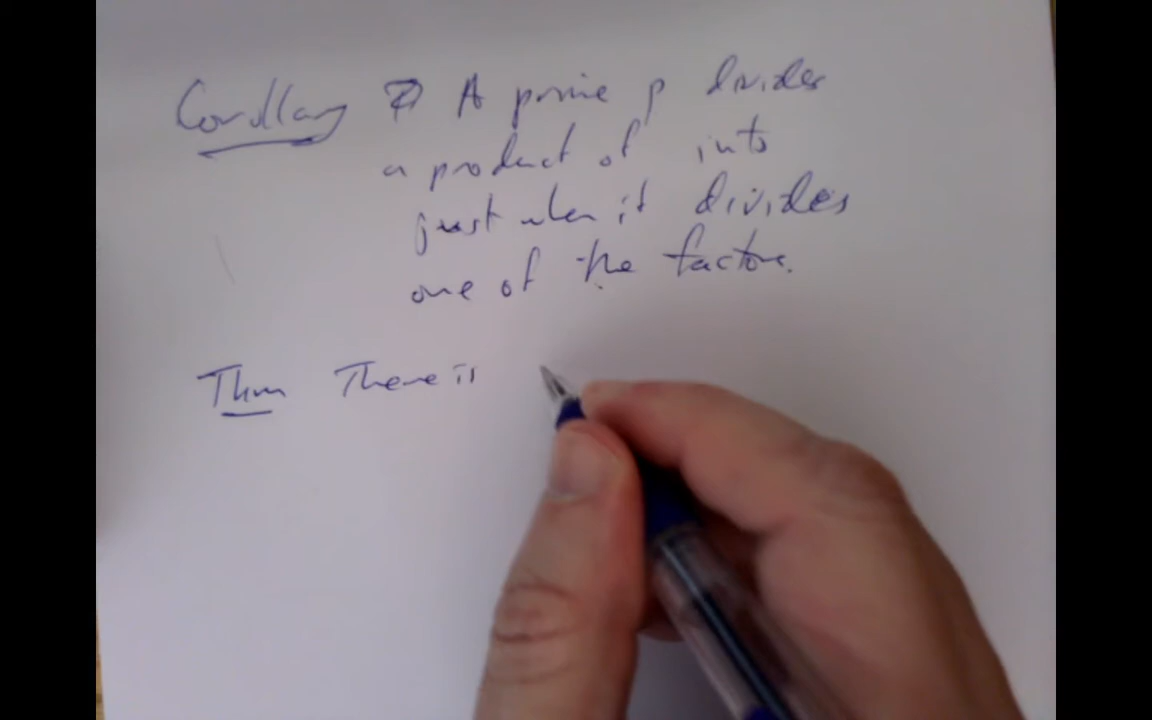 Corollary A prime p divides
a product of ints
just when it divides
one of the factors.
Thm There is